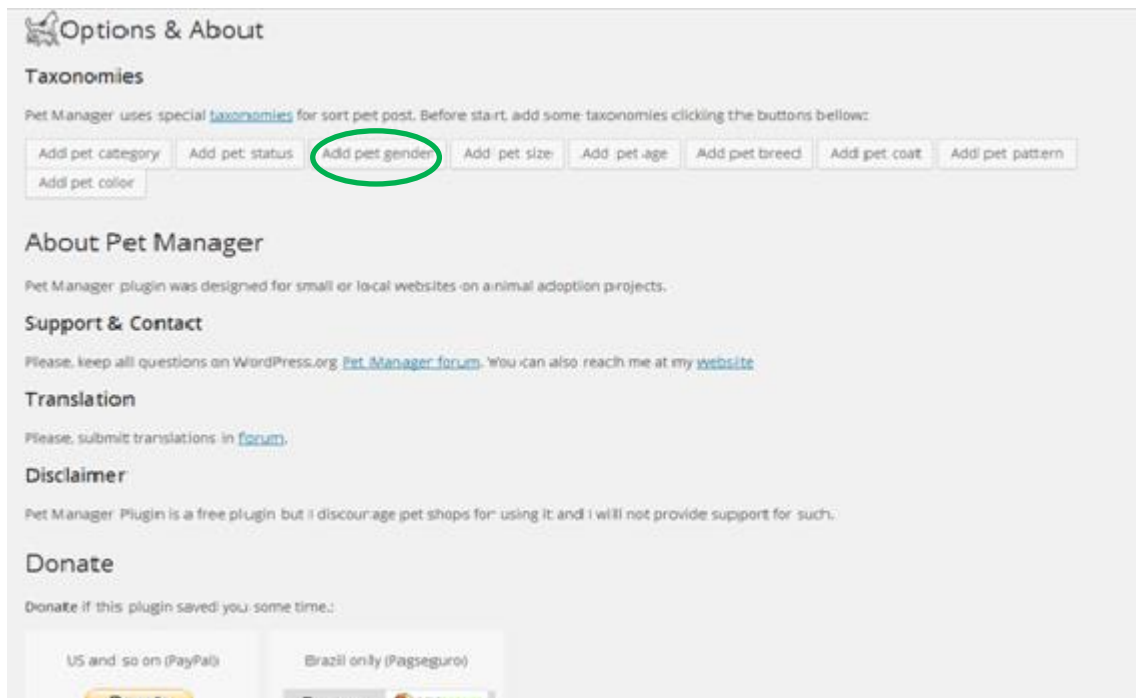 Options & About
Taxonomies
Pet Manager uses special taxonomies for sort pet post. Before start, add some taxonomies clicking the buttons bellow:
Add pet category Add pet status Add pet gender Add pet size Add pet age Add pet breed Add pet coat Add pet pattern
Add pet color
About Pet Manager
Pet Manager plugin was designed for small or local websites on animal adoption projects.
Support & Contact
Please, keep all questions on WordPress.org Pet Manager forum. You can also reach me at my website
Translation
Please, submit translations in forum.
Disclaimer
Pet Manager Plugin is a free plugin but I discourage pet shops for using it and I will not provide support for such.
Donate
Donate if this plugin saved you some time.:
US and so on (PayPal) Brazil only (Pagseguro)